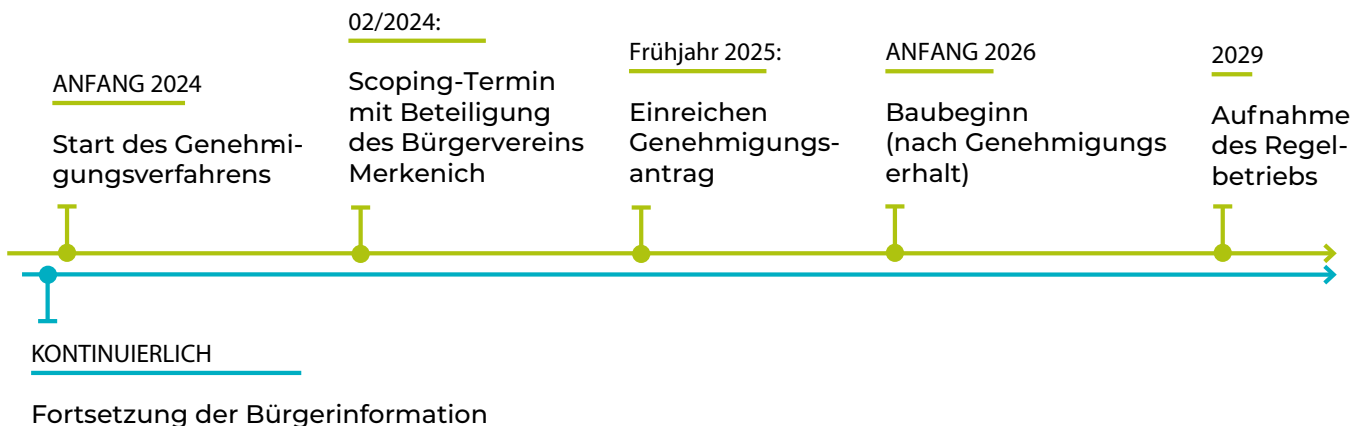 ANFANG 2024
Start des Genehmi-
gungsverfahrens
02/2024:
Scoping-Termin
mit Beteiligung
des Bürgervereins
Merkenich
Frühjahr 2025:
Einreichen
Genehmigungs-
antrag
ANFANG 2026
Baubeginn
(nach Genehmigungs
erhalt)
2029
Aufnahme
des Regel-
betriebs
KONTINUIERLICH
Fortsetzung der Bürgerinformation